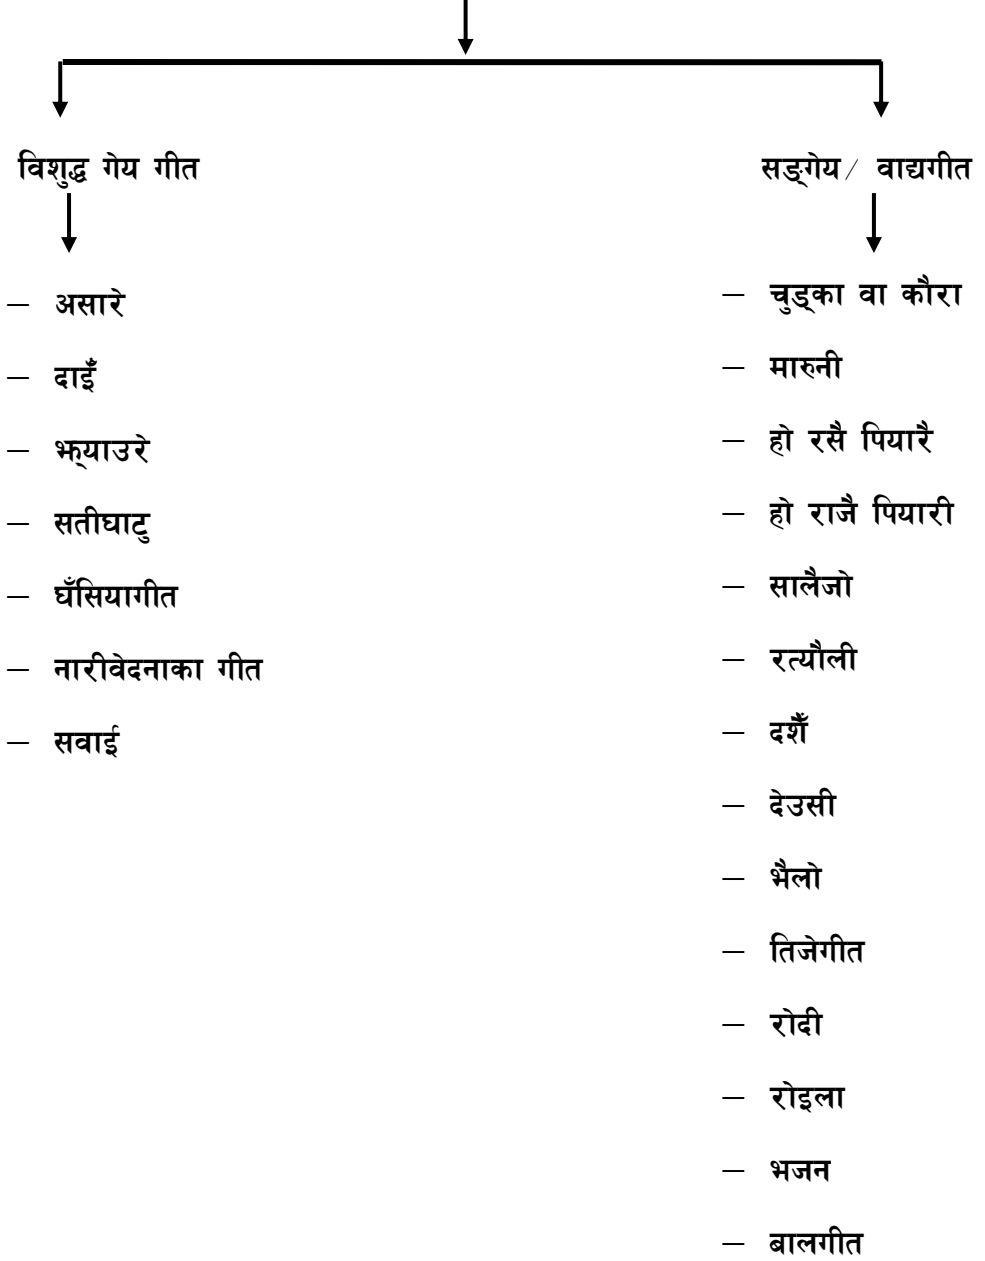 विशुद्ध गेय गीत
– असारे
– दाइँ
– झ्याउरे
– सतीघाटु
– घँसियागीत
– नारीवेदनाका गीत
– सवाई
सङ्गेय/ वाद्यगीत
– चुड्का वा कौरा
– मारुनी
– हो रसै पियारै
– हो राजै पियारी
– सालैजो
– रत्यौली
– दशैँ
– देउसी
– भैलो
– तिजेगीत
– रोदी
– रोइला
– भजन
– बालगीत